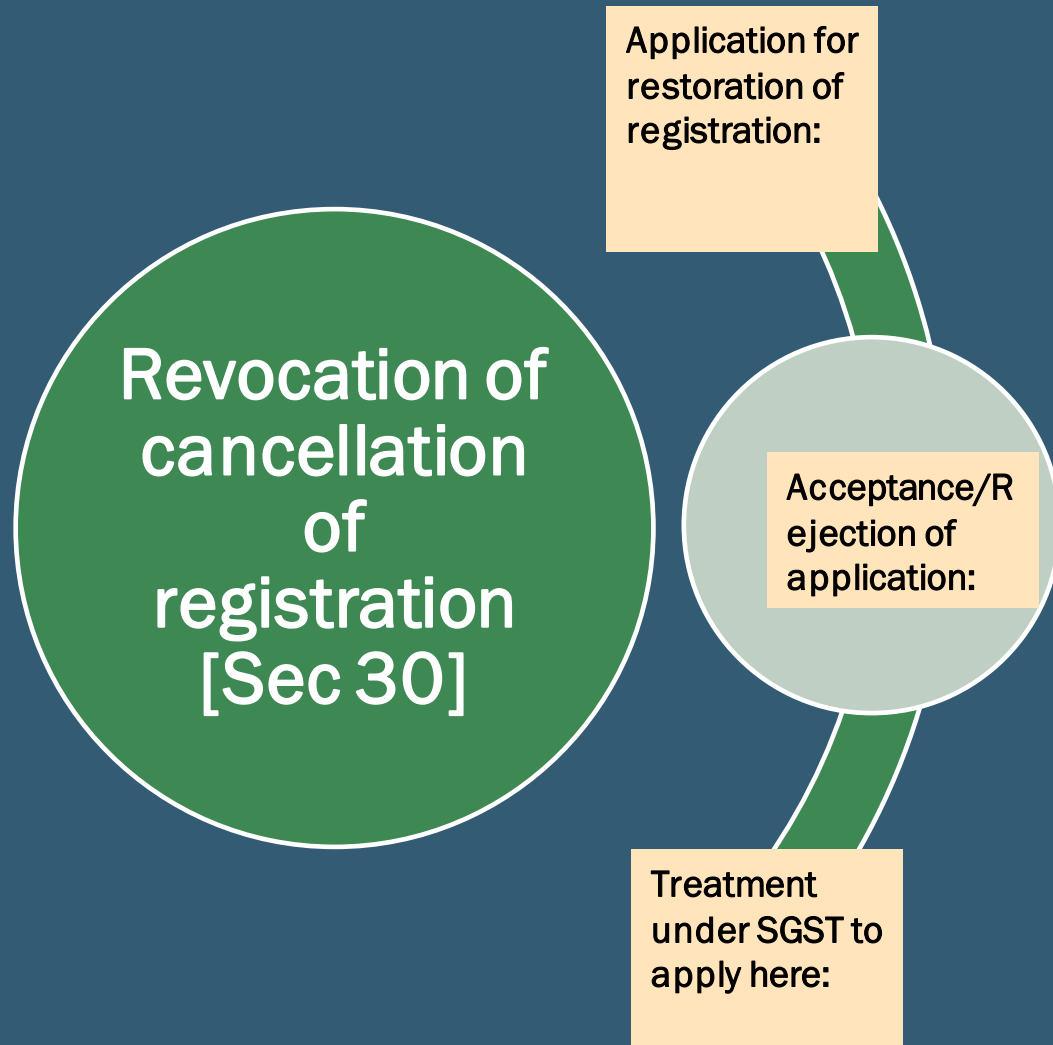 Application for
restoration of
registration:
Revocation of
cancellation
of
registration
[Sec 30]
Acceptance/R
ejection of
application:
Treatment
under SGST to
apply here: